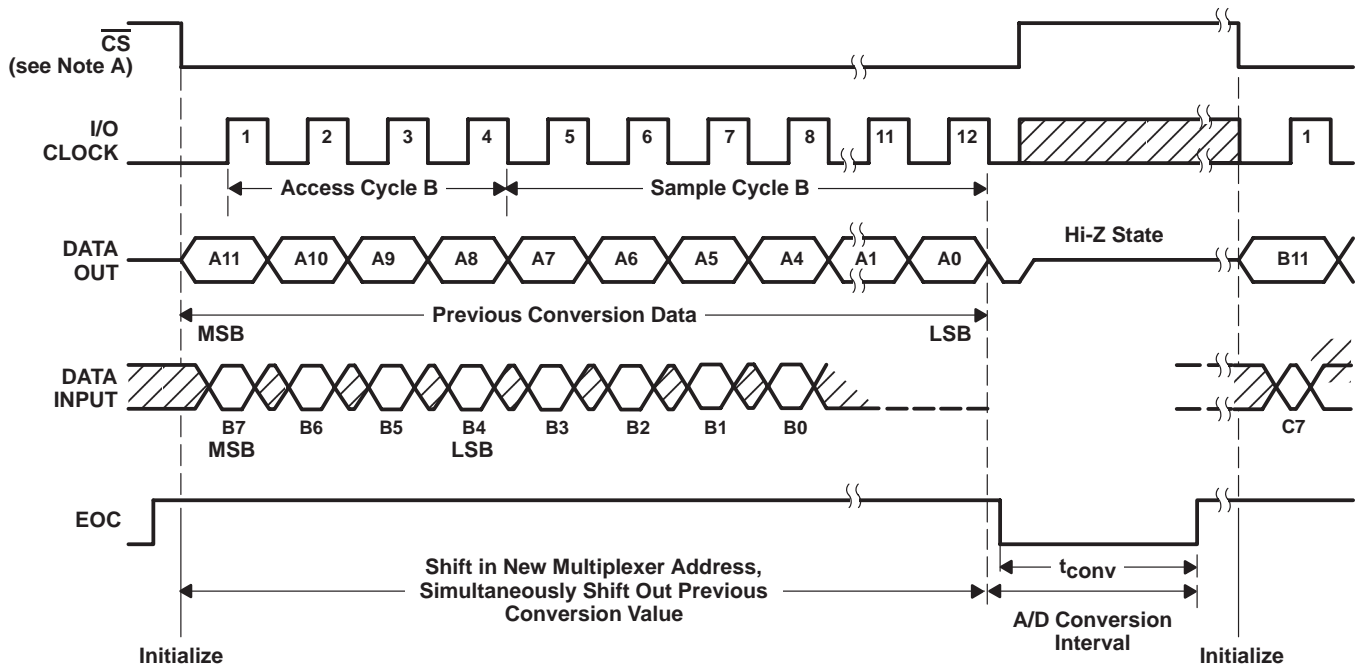 CS
(see Note A)
I/O
CLOCK
1 2 3 4 5 6 7 8 11 12 1
Access Cycle B Sample Cycle B
DATA
OUT
A11 A10 A9 A8 A7 A6 A5 A4 A1 A0 Hi-Z State B11
Previous Conversion Data
MSB LSB
DATA
INPUT
B7 B6 B5 B4 B3 B2 B1 B0 C7
MSB LSB
EOC
Shift in New Multiplexer Address,
Simultaneously Shift Out Previous
Conversion Value
tconv
A/D Conversion
Interval
Initialize Initialize